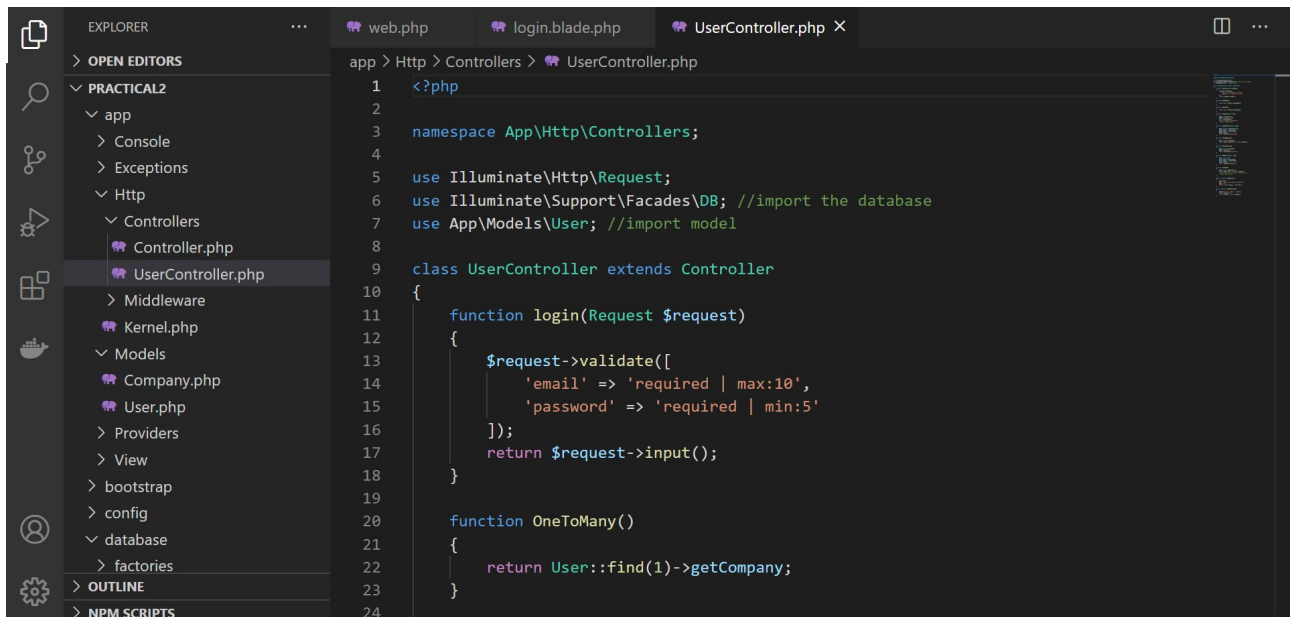 EXPLORER ...
OPEN EDITORS
PRACTICAL2
app
Console
Exceptions
Http
Controllers
Controller.php
UserController.php
Middleware
Kernel.php
Models
Company.php
User.php
Providers
View
bootstrap
config
database
factories
OUTLINE
NPM SCRIPTS
web.php login.blade.php UserController.php
app > Http > Controllers > UserController.php
1 <?php
2
3 namespace App\Http\Controllers;
4
5 use Illuminate\Http\Request;
6 use Illuminate\Support\Facades\DB; //import the database
7 use App\Models\User; //import model
8
9 class UserController extends Controller
10 {
11 function login(Request $request)
12 {
13 $request->validate([
14 'email' => 'required | max:10',
15 'password' => 'required | min:5'
16 ]);
17 return $request->input();
18 }
19
20 function OneToMany()
21 {
22 return User::find(1)->getCompany;
23 }
24